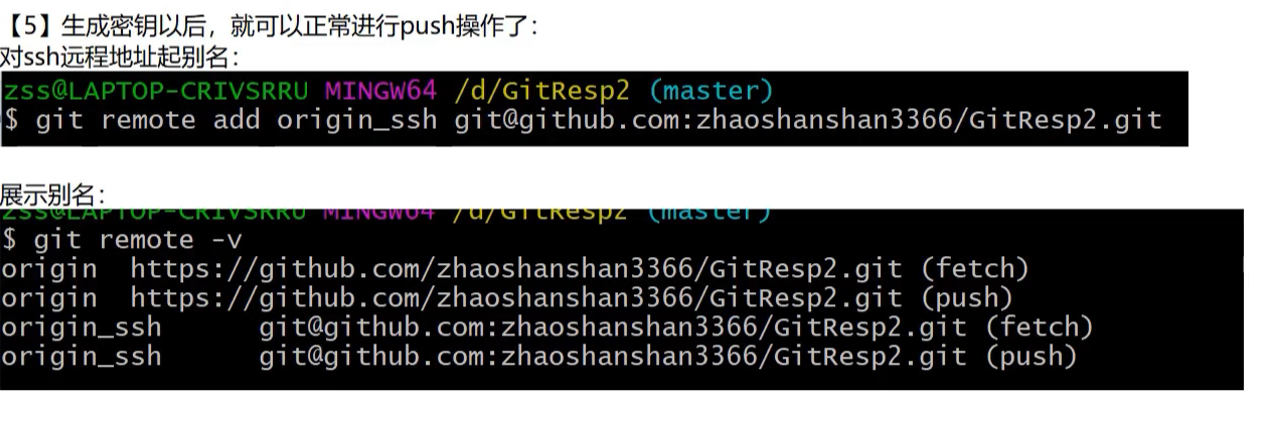 【5】生成密钥以后，就可以正常进行push操作了：
对ssh远程地址起别名：
zss@LAPTOP-CRIVSRRU MINGW64 /d/GitResp2 (master)
$ git remote add origin_ssh git@github.com:zhaoshanshan3366/GitResp2.git
展示别名：
zss@LAPTOP-CRIVSRRU MINGW64 /d/GitResp2 (master)
$ git remote -v
origin  https://github.com/zhaoshanshan3366/GitResp2.git (fetch)
origin  https://github.com/zhaoshanshan3366/GitResp2.git (push)
origin_ssh      git@github.com:zhaoshanshan3366/GitResp2.git (fetch)
origin_ssh      git@github.com:zhaoshanshan3366/GitResp2.git (push)